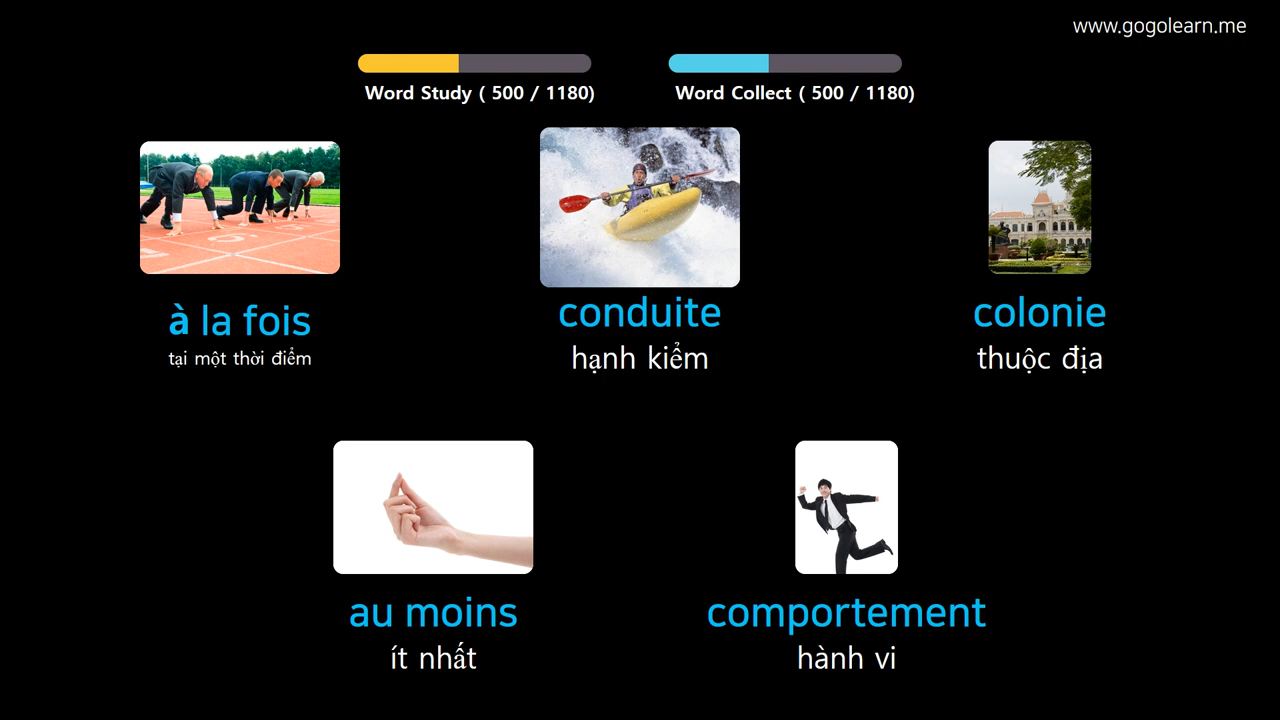 www.gogolearn.me
Word Study ( 500 / 1180)
Word Collect ( 500 / 1180)
à la fois
tại một thời điểm
conduite
hạnh kiểm
colonie
thuộc địa
au moins
ít nhất
comportement
hành vi